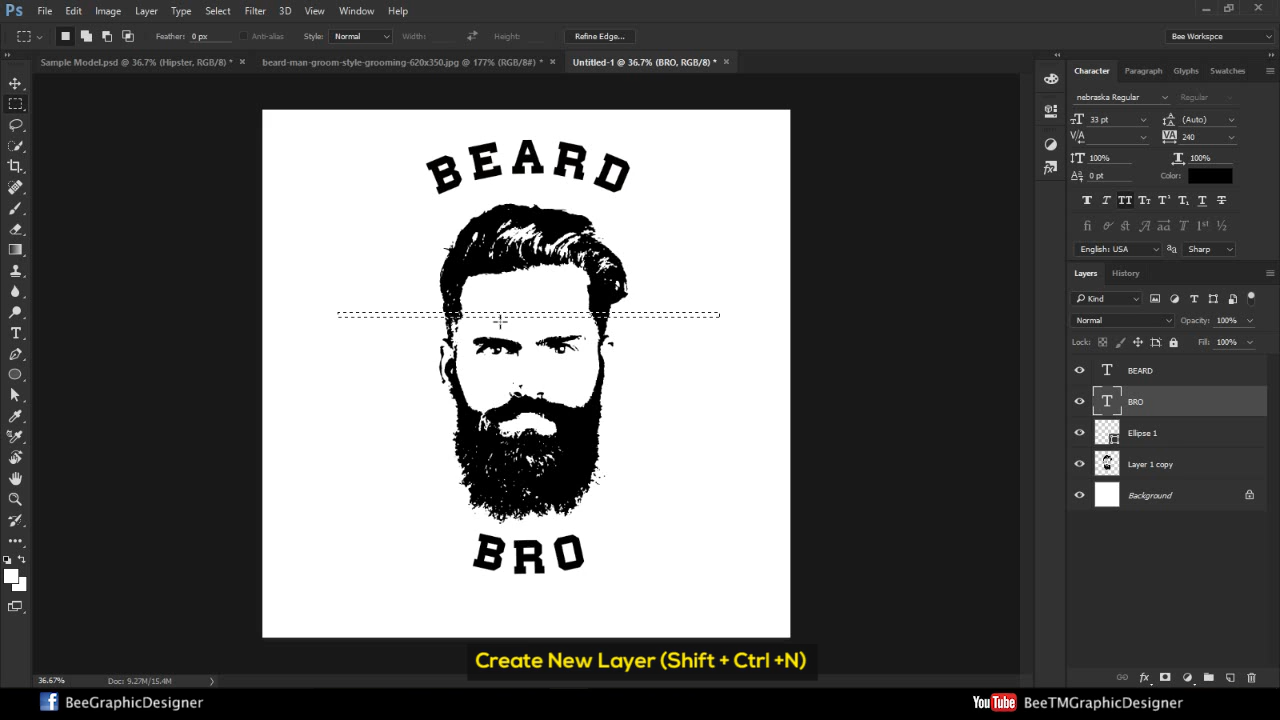 Ps File Edit Image Layer Type Select Filter 3D View Window Help
Feather: 0 px Anti-alias Style: Normal Width: Height: Refine Edge... Bee Workspace
Sample Model.psd @ 36.7% (Hipster, RGB/8) * × beard-man-groom-style-grooming-620x350.jpg @ 177% (RGB/8#) * × Untitled-1 @ 36.7% (BRO, RGB/8) * ×
Character Paragraph Glyphs Swatches
nebraska Regular Regular
33 pt (Auto)
240
100% 100%
0 pt Color:
English: USA Sharp
Layers History
Kind
Normal Opacity: 100%
Lock: Fill: 100%
BEARD
BRO
Ellipse 1
Layer 1 copy
Background
BEARD
BRO
Create New Layer (Shift + Ctrl +N)
36.67% Doc: 9.27M/15.4M
BeeGraphicDesigner
YouTube BeeTMGraphicDesigner